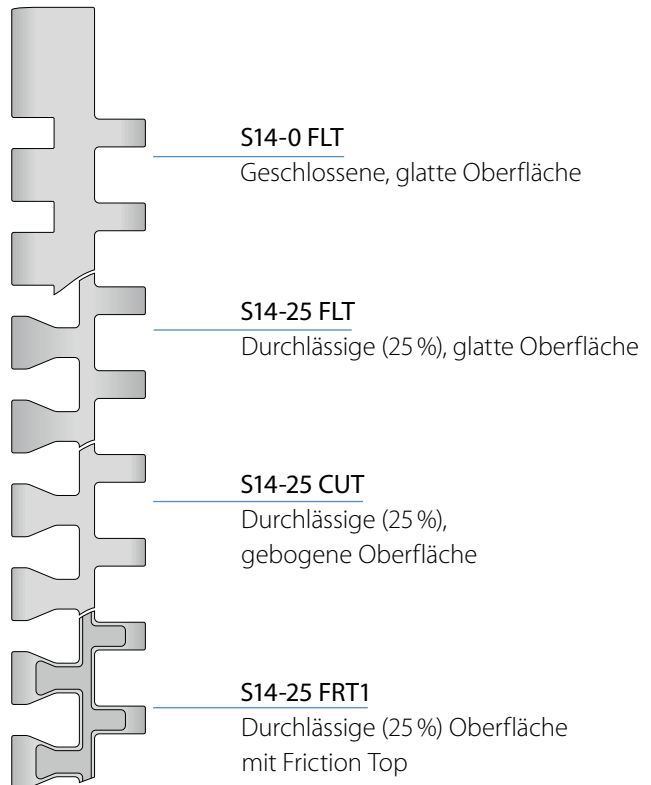 S14-0 FLT
Geschlossene, glatte Oberfläche
S14-25 FLT
Durchlässige (25 %), glatte Oberfläche
S14-25 CUT
Durchlässige (25 %),
gebogene Oberfläche
S14-25 FRT1
Durchlässige (25 %) Oberfläche
mit Friction Top